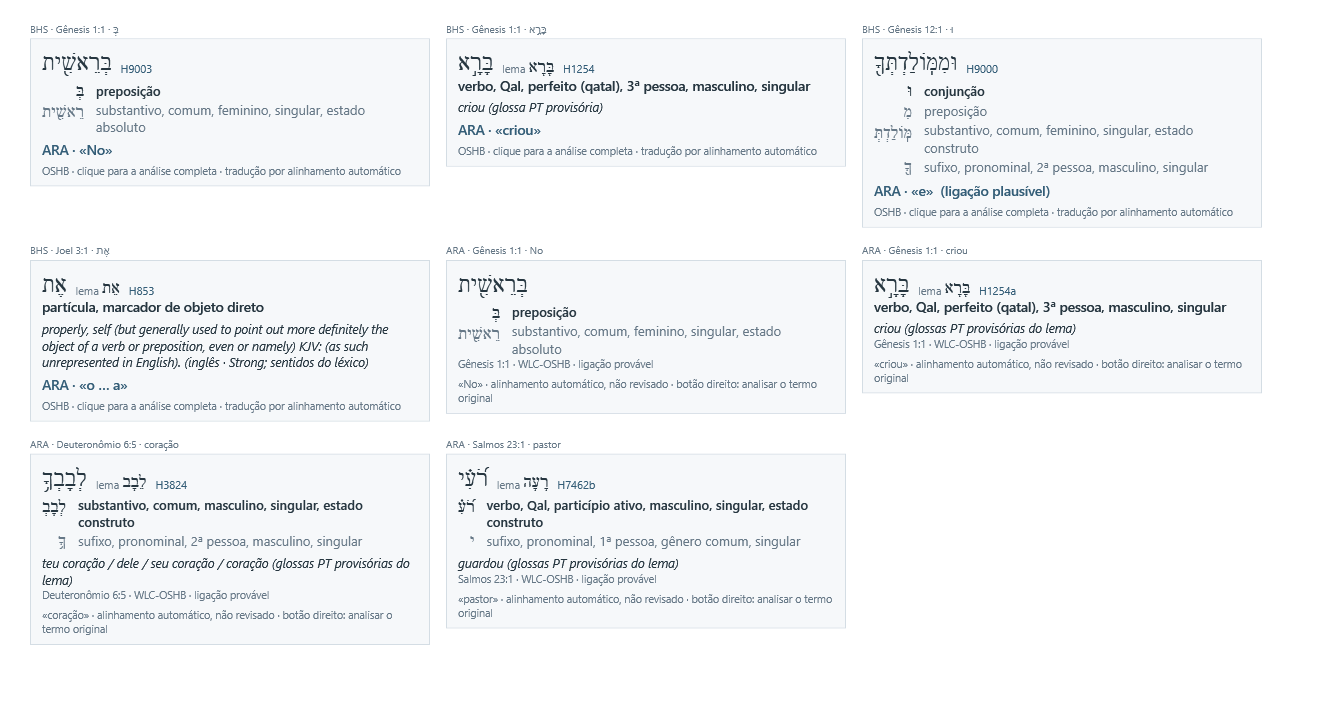 BHS · Gênesis 1:1 · בְּ
בְּרֵאשִׁ֖ית H9003
בְּ preposição
רֵאשִׁ֖ית substantivo, comum, feminino, singular, estado
absoluto
ARA · «No»
OSHB · clique para a análise completa · tradução por alinhamento automático
BHS · Gênesis 1:1 · בָּרָ֣א
בָּרָ֣א lema בָּרָא H1254
verbo, Qal, perfeito (qatal), 3ª pessoa, masculino, singular
criou (glossa PT provisória)
ARA · «criou»
OSHB · clique para a análise completa · tradução por alinhamento automático
BHS · Gênesis 12:1 · וּ
וּמִמּֽוֹלַדְתְּךָ֖ H9000
וּ conjunção
מִ preposição
מּֽוֹלַדְתְּ substantivo, comum, feminino, singular, estado
construto
ךָ֖ sufixo, pronominal, 2ª pessoa, masculino, singular
ARA · «e» (ligação plausível)
OSHB · clique para a análise completa · tradução por alinhamento automático
BHS · Joel 3:1 · אֶת
אֶת lema אֵת H853
partícula, marcador de objeto direto
properly, self (but generally used to point out more definitely the
object of a verb or preposition, even or namely) KJV: (as such
unrepresented in English). (inglês · Strong; sentidos do léxico)
ARA · «o ... a»
OSHB · clique para a análise completa · tradução por alinhamento automático
ARA · Gênesis 1:1 · No
בְּרֵאשִׁ֖ית
בְּ preposição
רֵאשִׁ֖ית substantivo, comum, feminino, singular, estado
absoluto
Gênesis 1:1 · WLC-OSHB · ligação provável
«No» · alinhamento automático, não revisado · botão direito: analisar o termo
original
ARA · Gênesis 1:1 · criou
בָּרָ֣א lema בָּרָא H1254a
verbo, Qal, perfeito (qatal), 3ª pessoa, masculino, singular
criou (glossas PT provisórias do lema)
Gênesis 1:1 · WLC-OSHB · ligação provável
«criou» · alinhamento automático, não revisado · botão direito: analisar o termo
original
ARA · Deuteronômio 6:5 · coração
לְבָבְךָ֥ lema לֵבָב H3824
לְבָבְ substantivo, comum, masculino, singular, estado
construto
ךָ֥ sufixo, pronominal, 2ª pessoa, masculino, singular
teu coração / dele / seu coração / coração (glossas PT provisórias do
lema)
Deuteronômio 6:5 · WLC-OSHB · ligação provável
«coração» · alinhamento automático, não revisado · botão direito: analisar o
termo original
ARA · Salmos 23:1 · pastor
רֹ֝עִ֗י lema רָעָה H7462b
רֹ֝עִ֗ verbo, Qal, particípio ativo, masculino, singular, estado
construto
י sufixo, pronominal, 1ª pessoa, gênero comum, singular
guardou (glossas PT provisórias do lema)
Salmos 23:1 · WLC-OSHB · ligação provável
«pastor» · alinhamento automático, não revisado · botão direito: analisar o termo
original